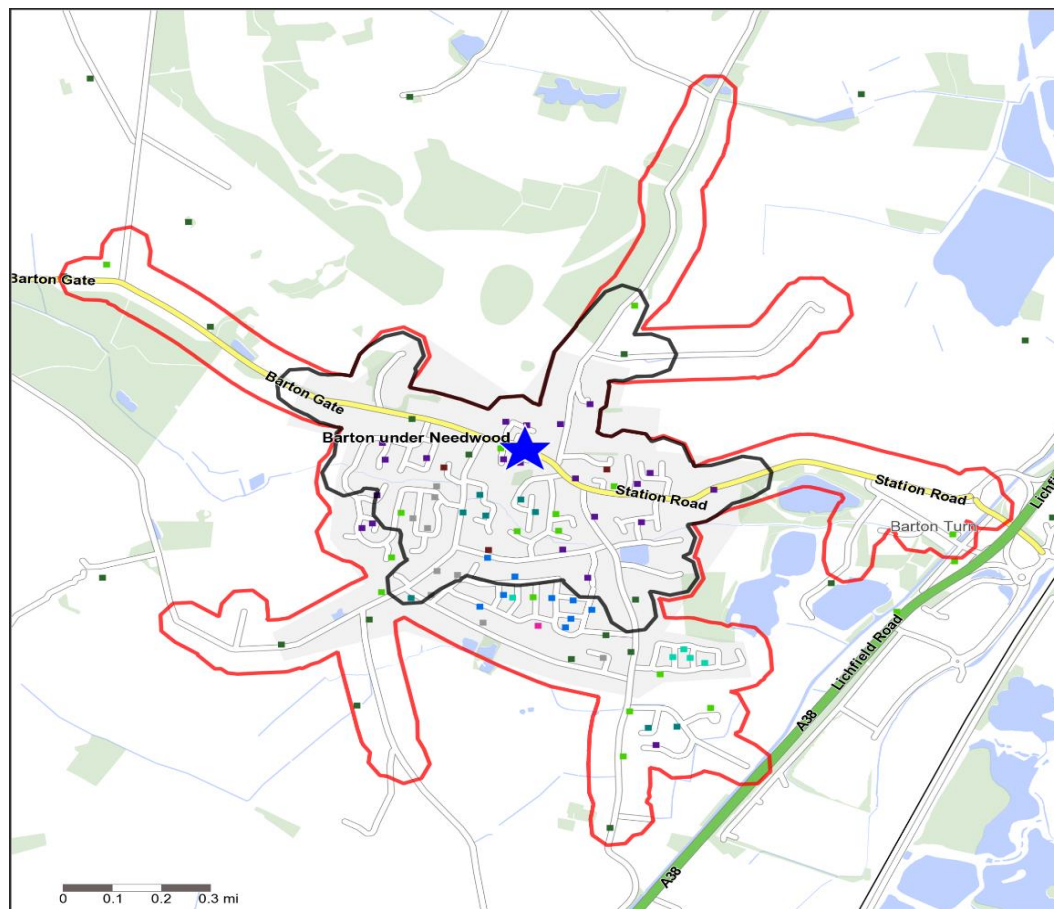 Barton Gate
Barton Gate
Barton under Needwood
Station Road
Station Road
Lichfield
Barton Turn
Lichfield Road
A38
A38
0 0.1 0.2 0.3 mi